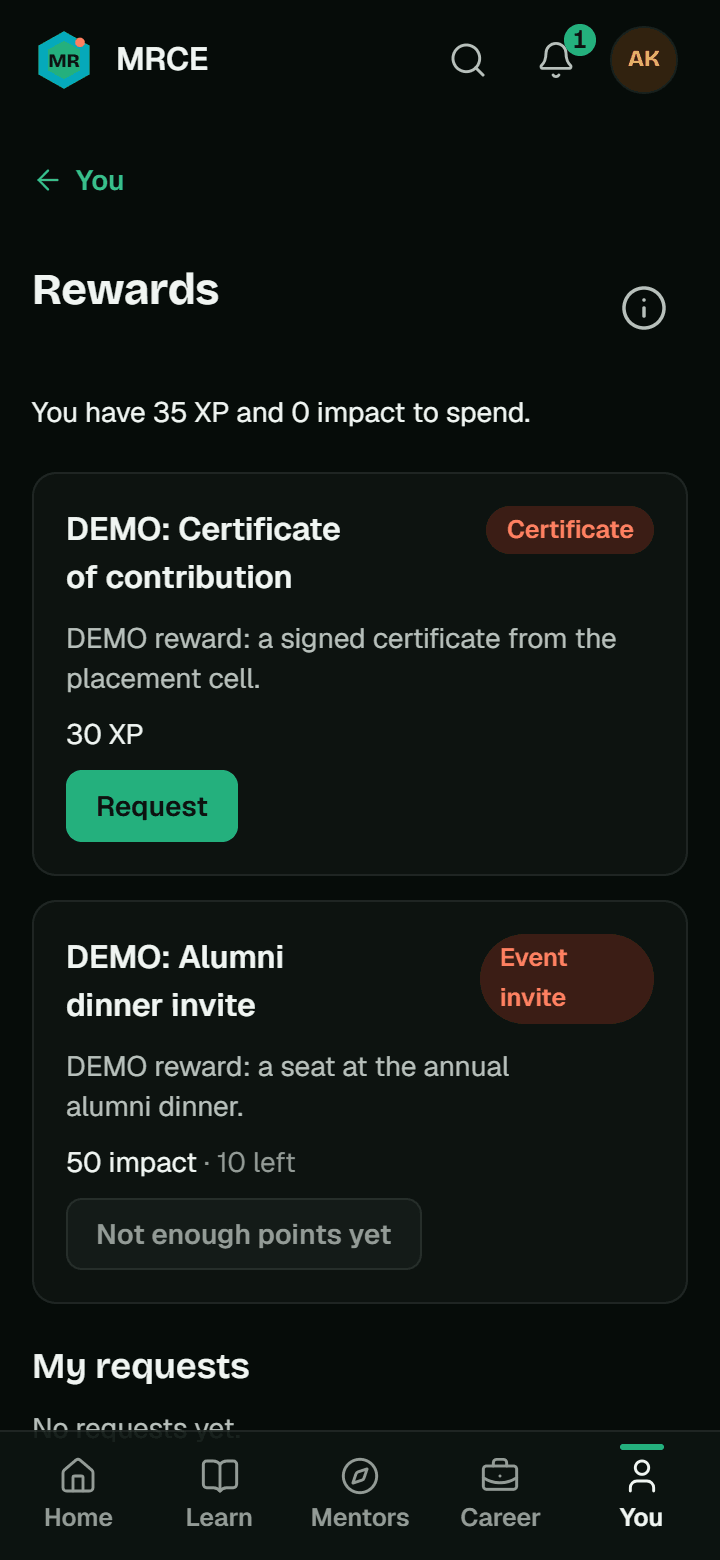 MR
MRCE
1
AK
You
Rewards
You have 35 XP and 0 impact to spend.
DEMO: Certificate
of contribution
Certificate
DEMO reward: a signed certificate from the
placement cell.
30 XP
Request
DEMO: Alumni
dinner invite
Event
invite
DEMO reward: a seat at the annual
alumni dinner.
50 impact · 10 left
Not enough points yet
My requests
No requests yet.
Home
Learn
Mentors
Career
You